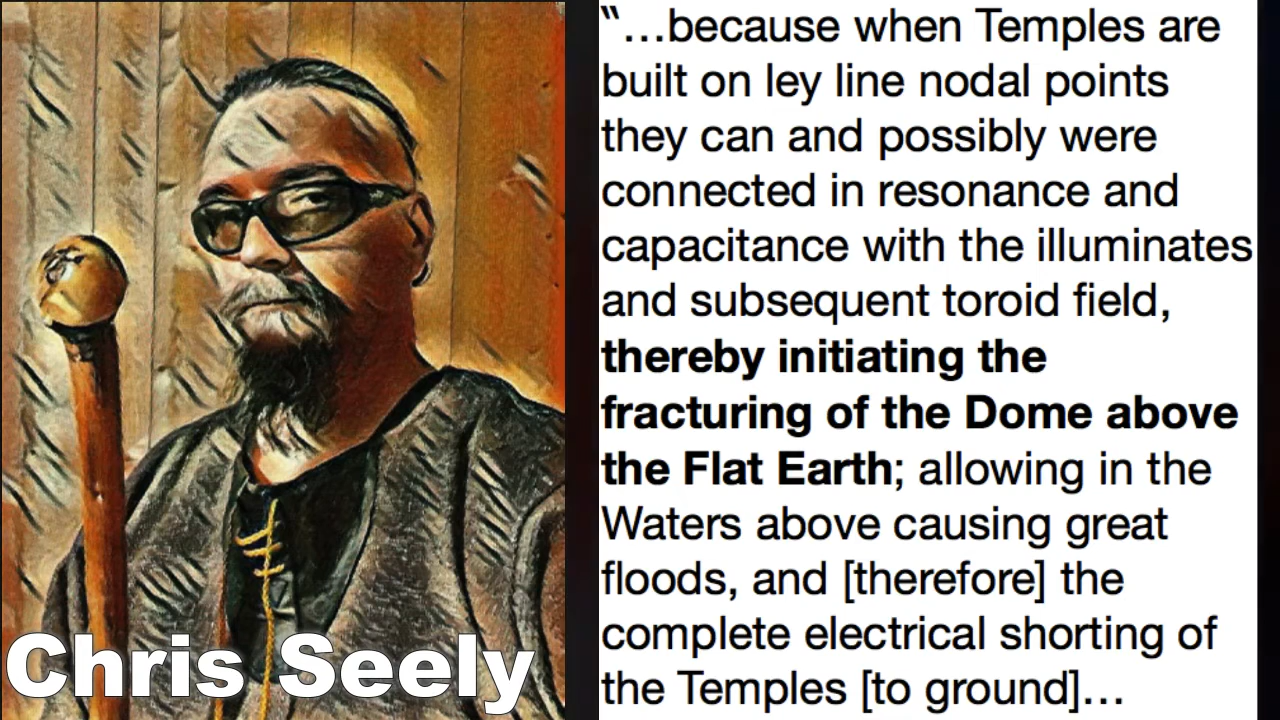 Chris Seely
“…because when Temples are
built on ley line nodal points
they can and possibly were
connected in resonance and
capacitance with the illuminates
and subsequent toroid field,
thereby initiating the
fracturing of the Dome above
the Flat Earth; allowing in the
Waters above causing great
floods, and [therefore] the
complete electrical shorting of
the Temples [to ground]…